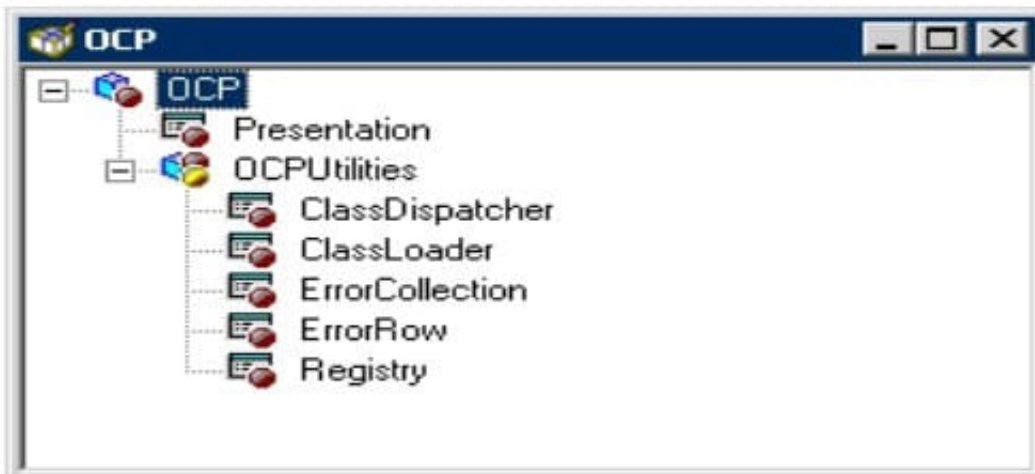 OCP
OCP
Presentation
OCPUtilities
ClassDispatcher
ClassLoader
ErrorCollection
ErrorRow
Registry